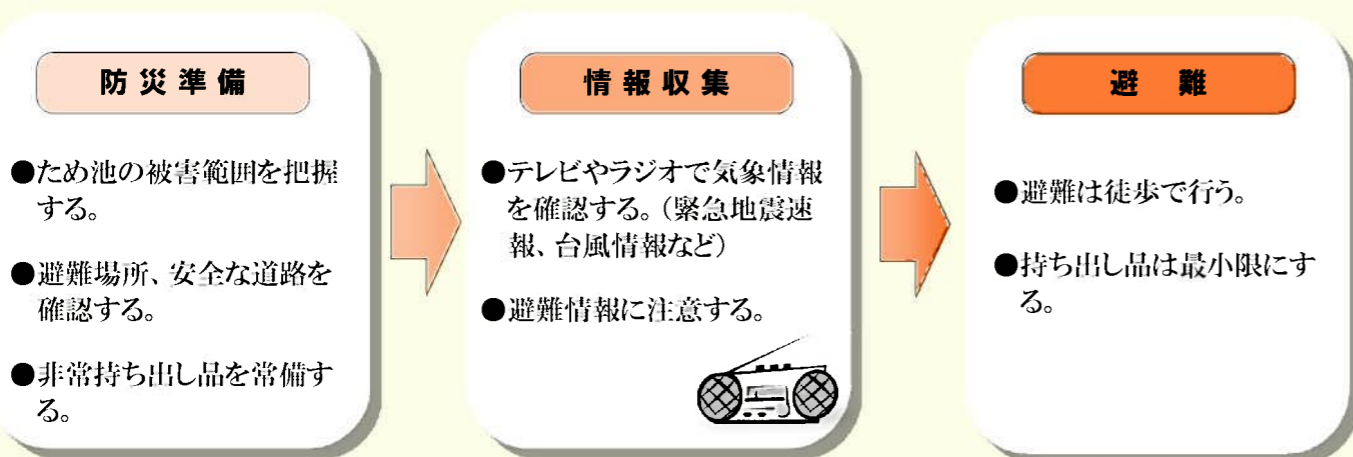 防災準備
●ため池の被害範囲を把握
する。
●避難場所、安全な道路を
確認する。
●非常持ち出し品を常備す
る。
情報収集
●テレビやラジオで気象情報
を確認する。（緊急地震速
報、台風情報など）
●避難情報に注意する。
避　難
●避難は徒歩で行う。
●持ち出し品は最小限にす
る。